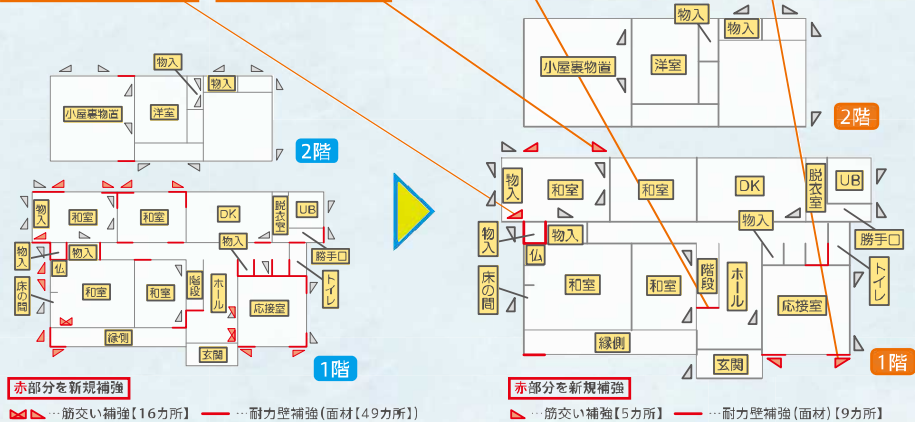 物入
物入
小屋裏物置
洋室
2階
物入
和室
和室
DK
脱衣室
UB
物入
勝手口
物入
物入
仏
トイレ
床の間
和室
和室
階段
ホール
応接室
縁側
玄関
1階
赤部分を新規補強
…筋交い補強【16カ所】 …耐力壁補強(面材【49カ所】)
物入
物入
小屋裏物置
洋室
2階
物入
和室
和室
DK
脱衣室
UB
物入
勝手口
物入
物入
仏
トイレ
床の間
和室
和室
階段
ホール
応接室
縁側
玄関
1階
赤部分を新規補強
…筋交い補強【5カ所】 …耐力壁補強(面材)【9カ所】